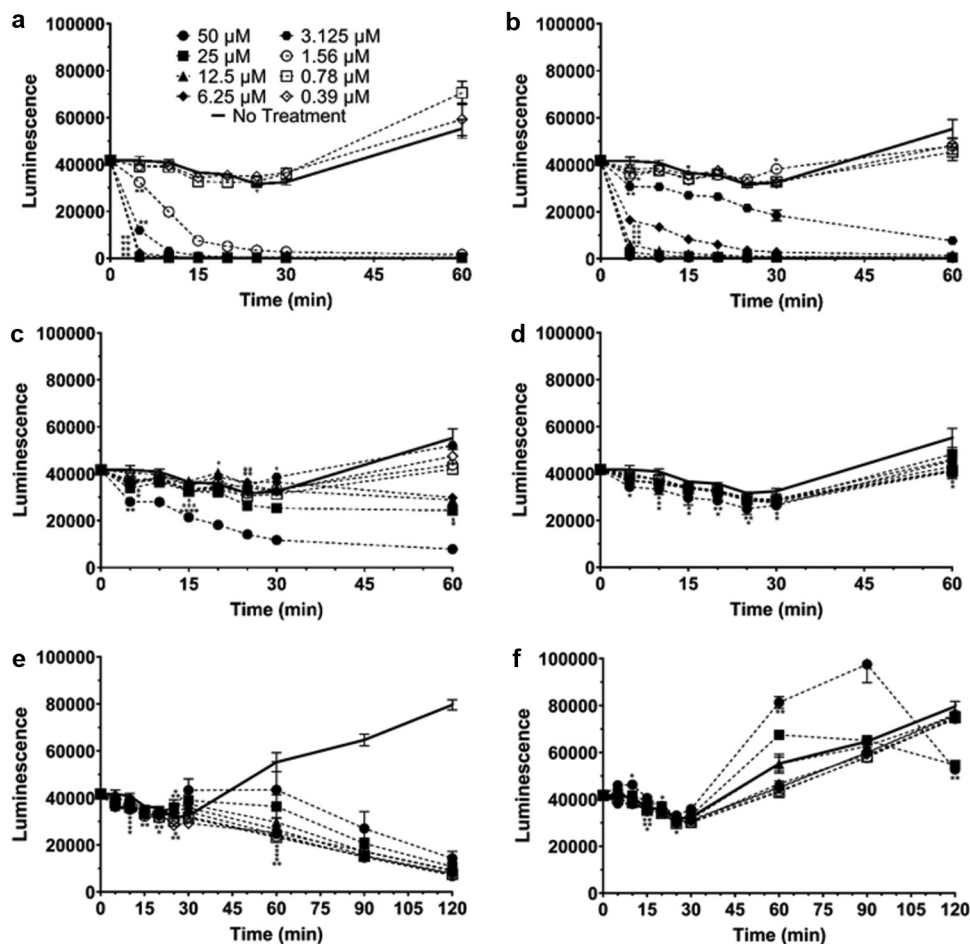 a
100000
80000
60000
40000
20000
0
Luminescence
50 µM
3.125 µM
25 µM
1.56 µM
12.5 µM
0.78 µM
6.25 µM
0.39 µM
No Treatment
0 15 30 45 60
Time (min)
b
100000
80000
60000
40000
20000
0
Luminescence
0 15 30 45 60
Time (min)
c
100000
80000
60000
40000
20000
0
Luminescence
0 15 30 45 60
Time (min)
d
100000
80000
60000
40000
20000
0
Luminescence
0 15 30 45 60
Time (min)
e
100000
80000
60000
40000
20000
0
Luminescence
0 15 30 45 60 75 90 105 120
Time (min)
f
100000
80000
60000
40000
20000
0
Luminescence
0 15 30 45 60 75 90 105 120
Time (min)